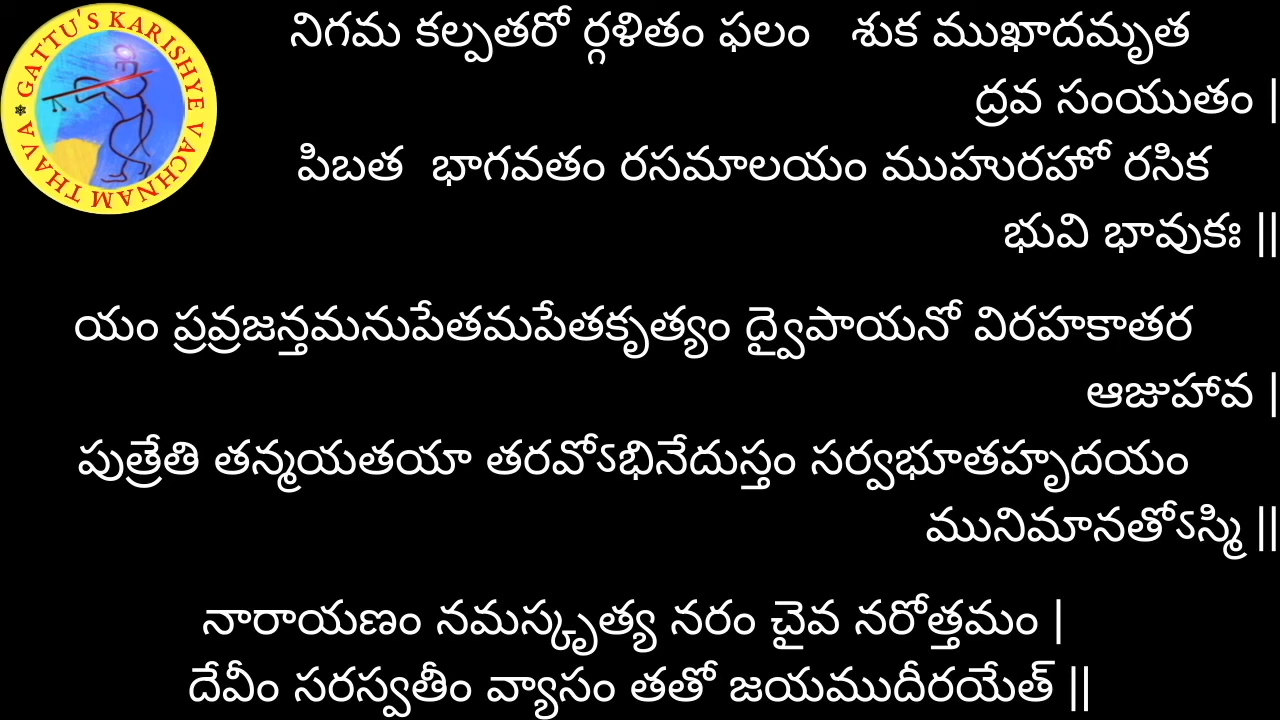 GATTU'S KARISHYE VACHNAM THAVA
నిగమ కల్పతరో ర్గళితం ఫలం శుక ముఖాదమృత
ద్రవ సంయుతం |
పిబత భాగవతం రసమాలయం ముహురహో రసిక
భువి భావుకః ||
యం ప్రవ్రజన్తమనుపేతమపేతకృత్యం ద్వైపాయనో విరహకాతర
ఆజుహావ |
పుత్రేతి తన్మయతయా తరవోఽభినేదుస్తం సర్వభూతహృదయం
మునిమానతోఽస్మి ||
నారాయణం నమస్కృత్య నరం చైవ నరోత్తమం |
దేవీం సరస్వతీం వ్యాసం తతో జయముదీరయేత్ ||